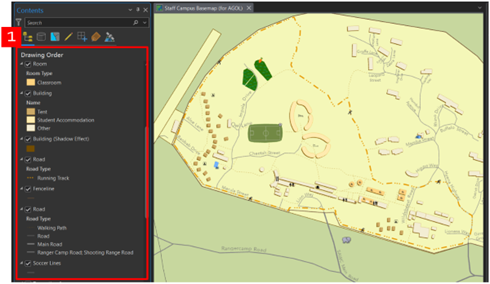 Contents
Staff Campus Basemap (for AGOL)
Search
1
Drawing Order
Room
Room Type
Classroom
Building
Name
Tent
Student Accommodation
Other
Building (Shadow Effect)
Road
Road Type
Running Track
Fenceline
Road
Road Type
Walking Path
Road
Main Road
Ranger Camp Road, Shooting Range Road
Soccer Lines
Rangercamp Road